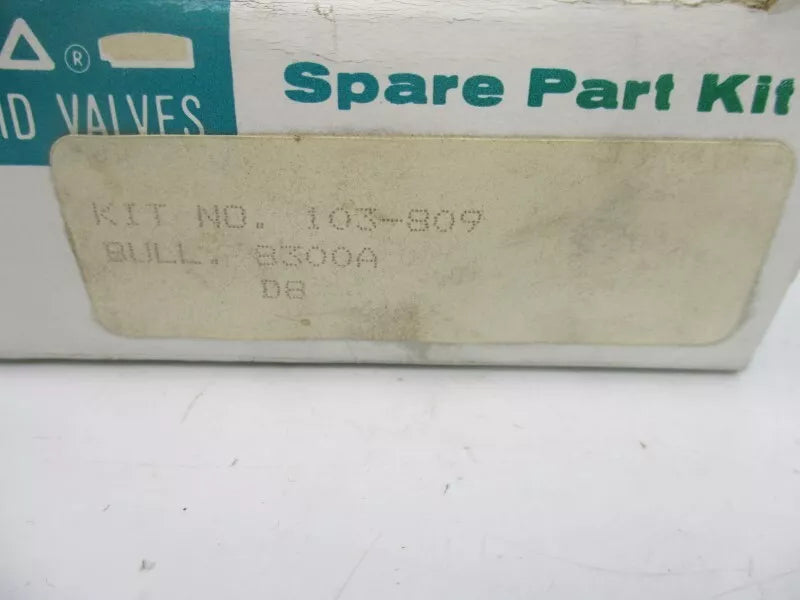 A ®
Spare Part Kit
ID VALVES
KIT NO. 103-809
BULL. 8300A
D8